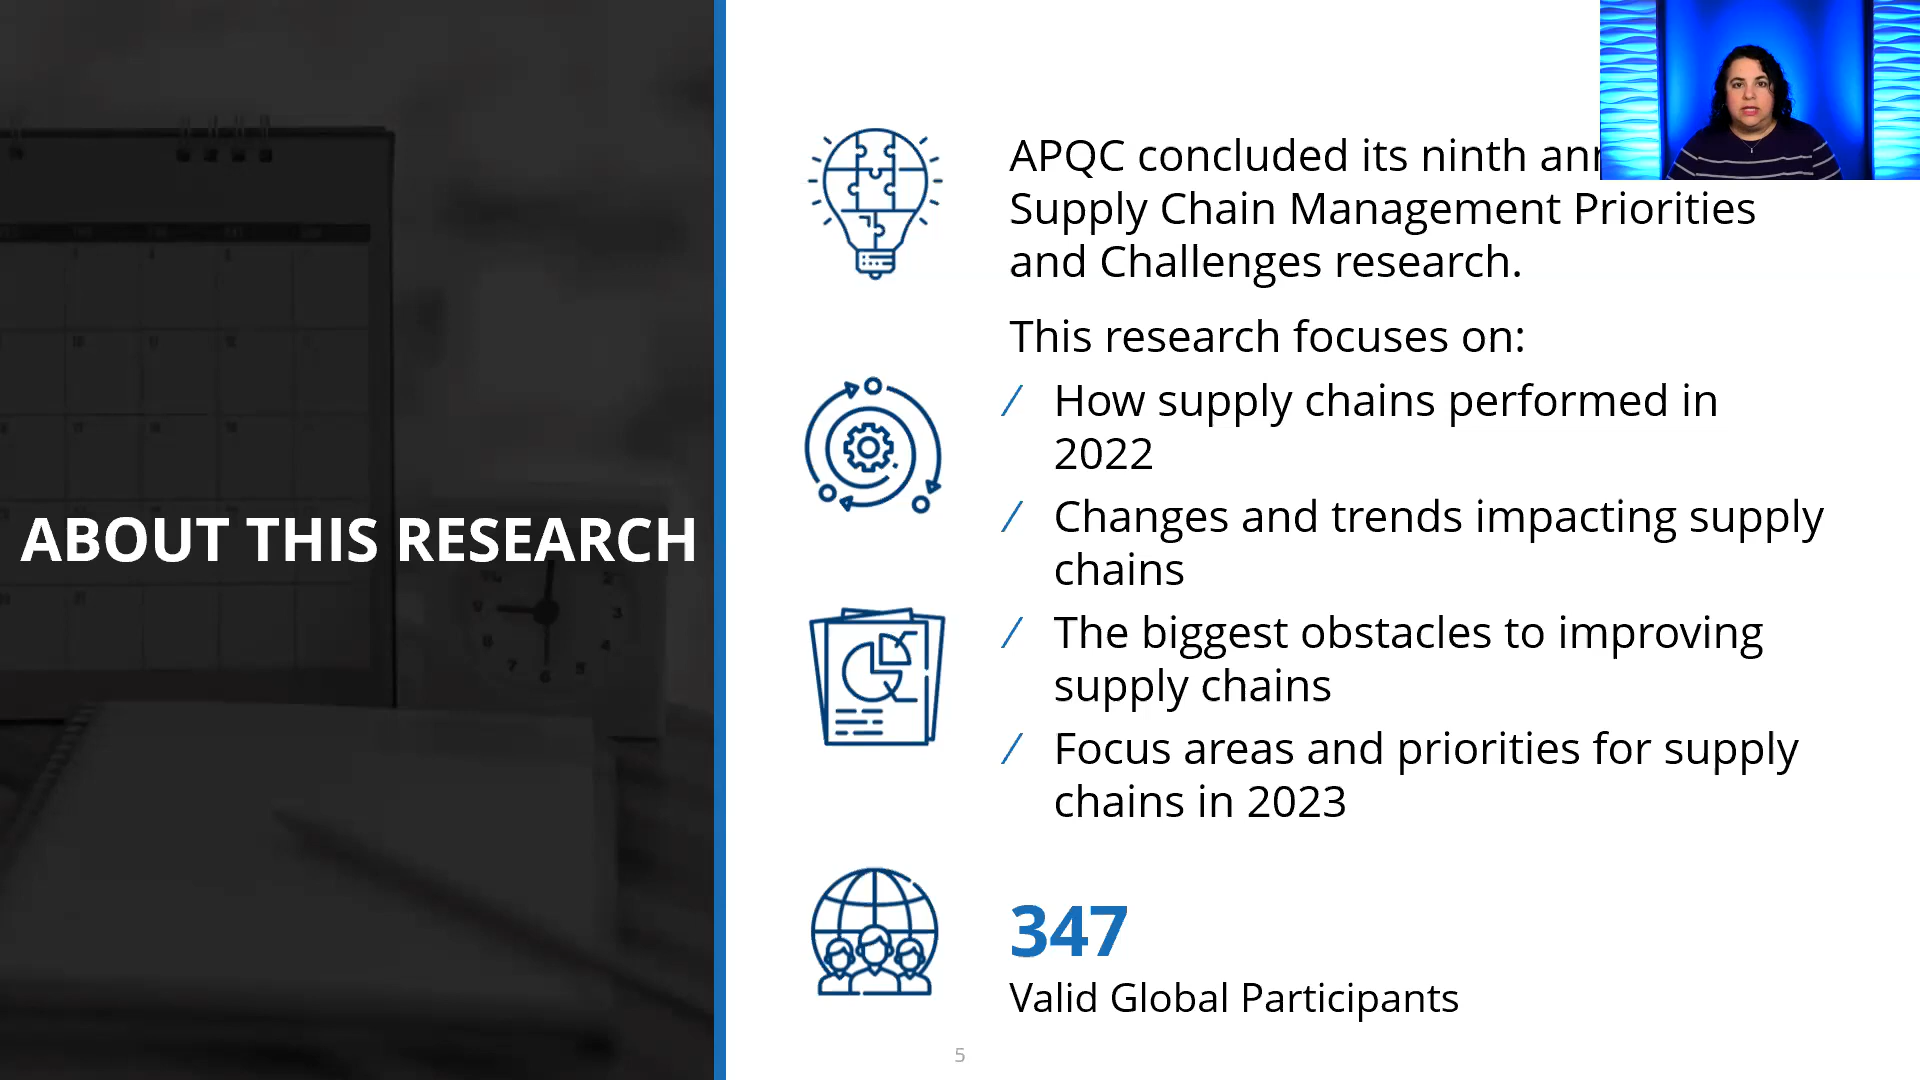 ABOUT THIS RESEARCH
APQC concluded its ninth
Supply Chain Management Priorities
and Challenges research.
This research focuses on:
/ How supply chains performed in
2022
/ Changes and trends impacting supply
chains
/ The biggest obstacles to improving
supply chains
/ Focus areas and priorities for supply
chains in 2023
347
Valid Global Participants
5